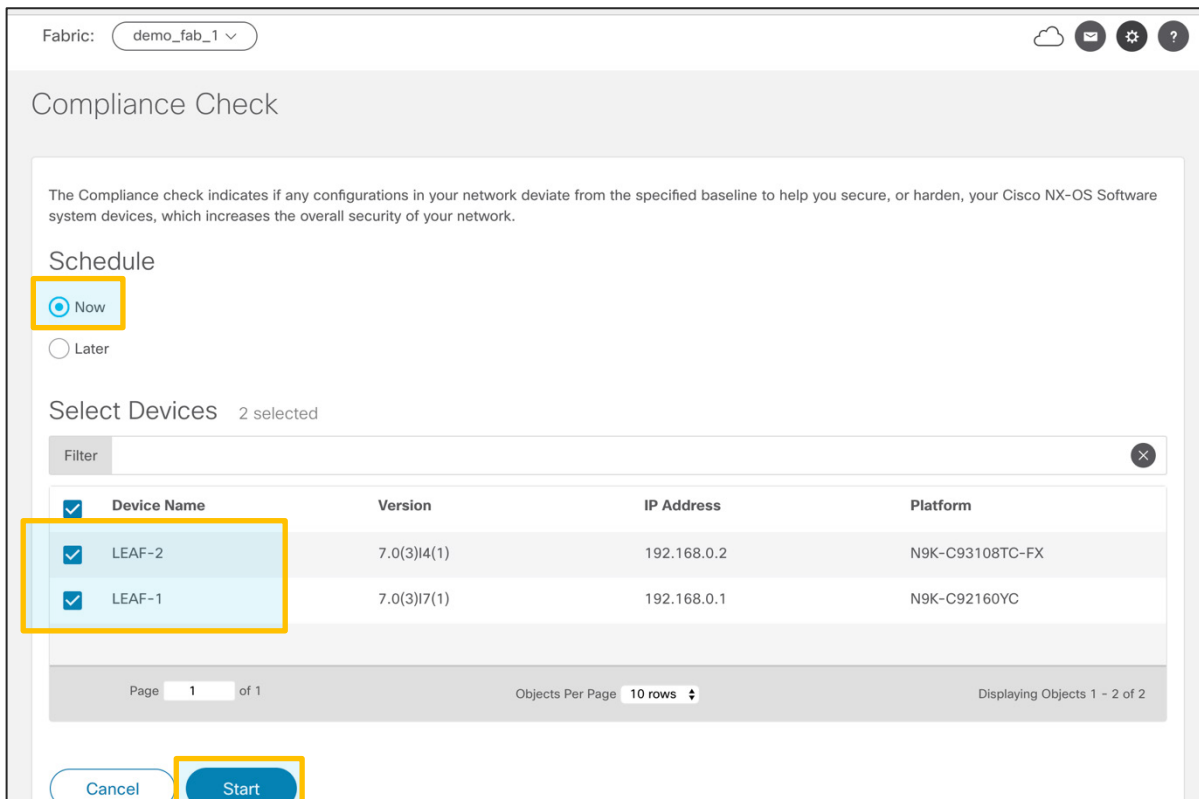 Fabric: demo_fab_1
?
Compliance Check
The Compliance check indicates if any configurations in your network deviate from the specified baseline to help you secure, or harden, your Cisco NX-OS Software
system devices, which increases the overall security of your network.
Schedule
Now
Later
Select Devices 2 selected
Filter
Device Name Version IP Address Platform
LEAF-2 7.0(3)I4(1) 192.168.0.2 N9K-C93108TC-FX
LEAF-1 7.0(3)I7(1) 192.168.0.1 N9K-C92160YC
Page 1 of 1 Objects Per Page 10 rows Displaying Objects 1 - 2 of 2
Cancel Start